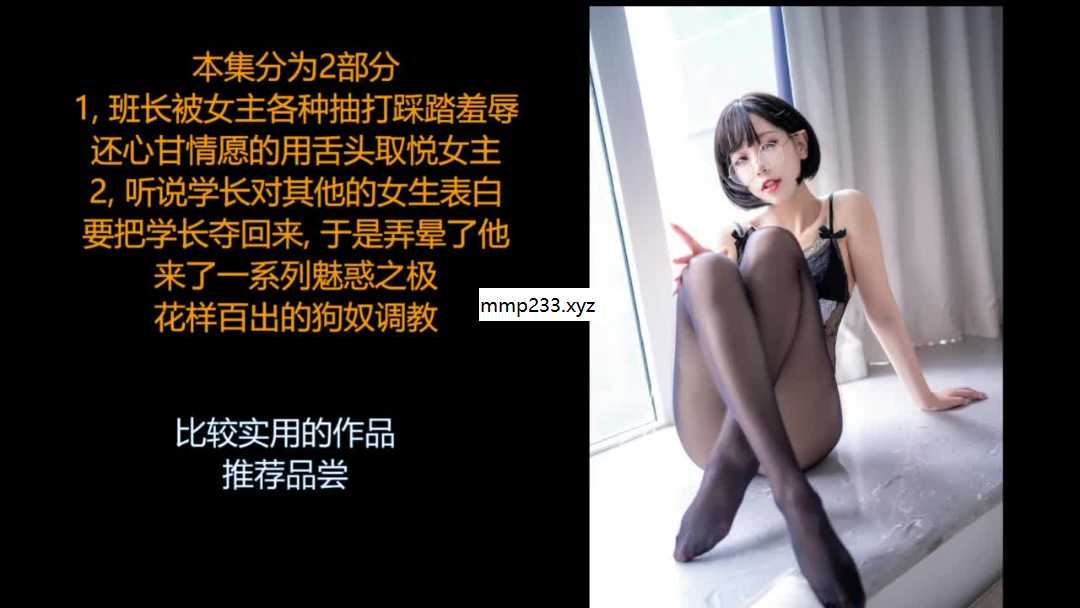 本集分为2部分
1, 班长被女主各种抽打踩踏羞辱
还心甘情愿的用舌头取悦女主
2, 听说学长对其他的女生表白
要把学长夺回来, 于是弄晕了他
来了一系列魅惑之极
花样百出的狗奴调教
mmp233.xyz
比较实用的作品
推荐品尝